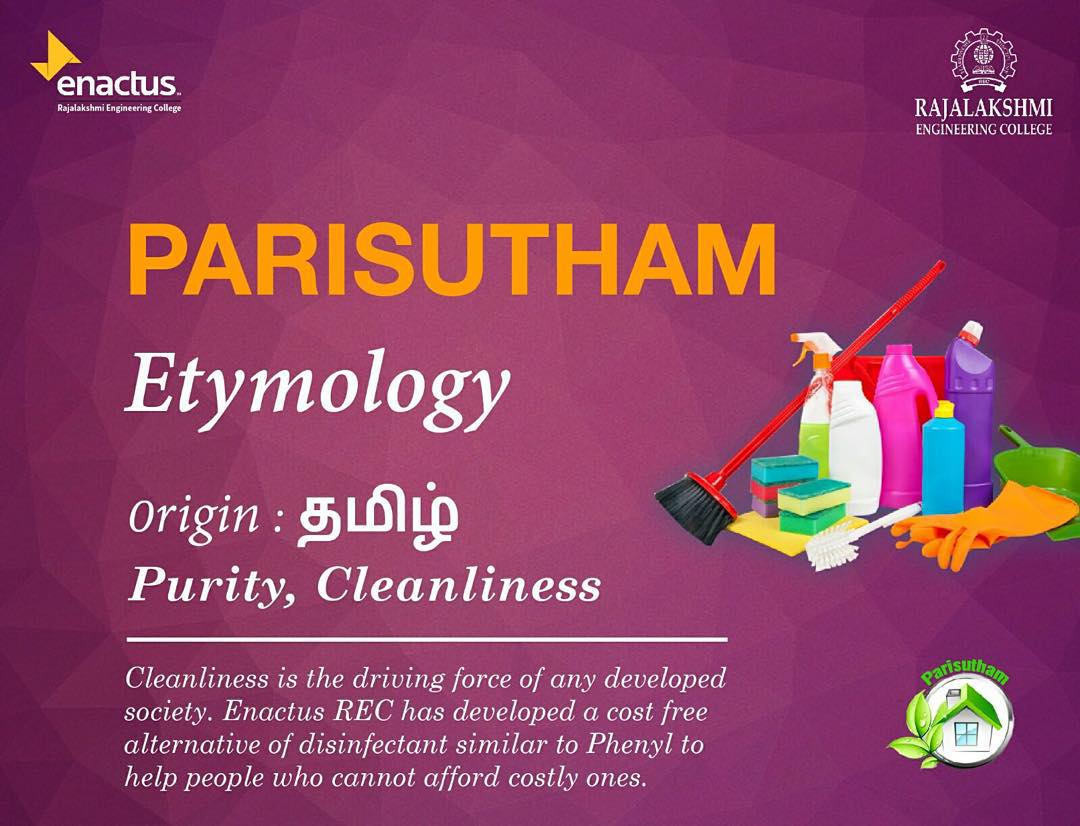 enactus
Rajalakshmi Engineering College
REC
RAJALAKSHMI
ENGINEERING COLLEGE
PARISUTHAM
Etymology
Origin : தமிழ்
Purity, Cleanliness
Cleanliness is the driving force of any developed
society. Enactus REC has developed a cost free
alternative of disinfectant similar to Phenyl to
help people who cannot afford costly ones.
Parisutham